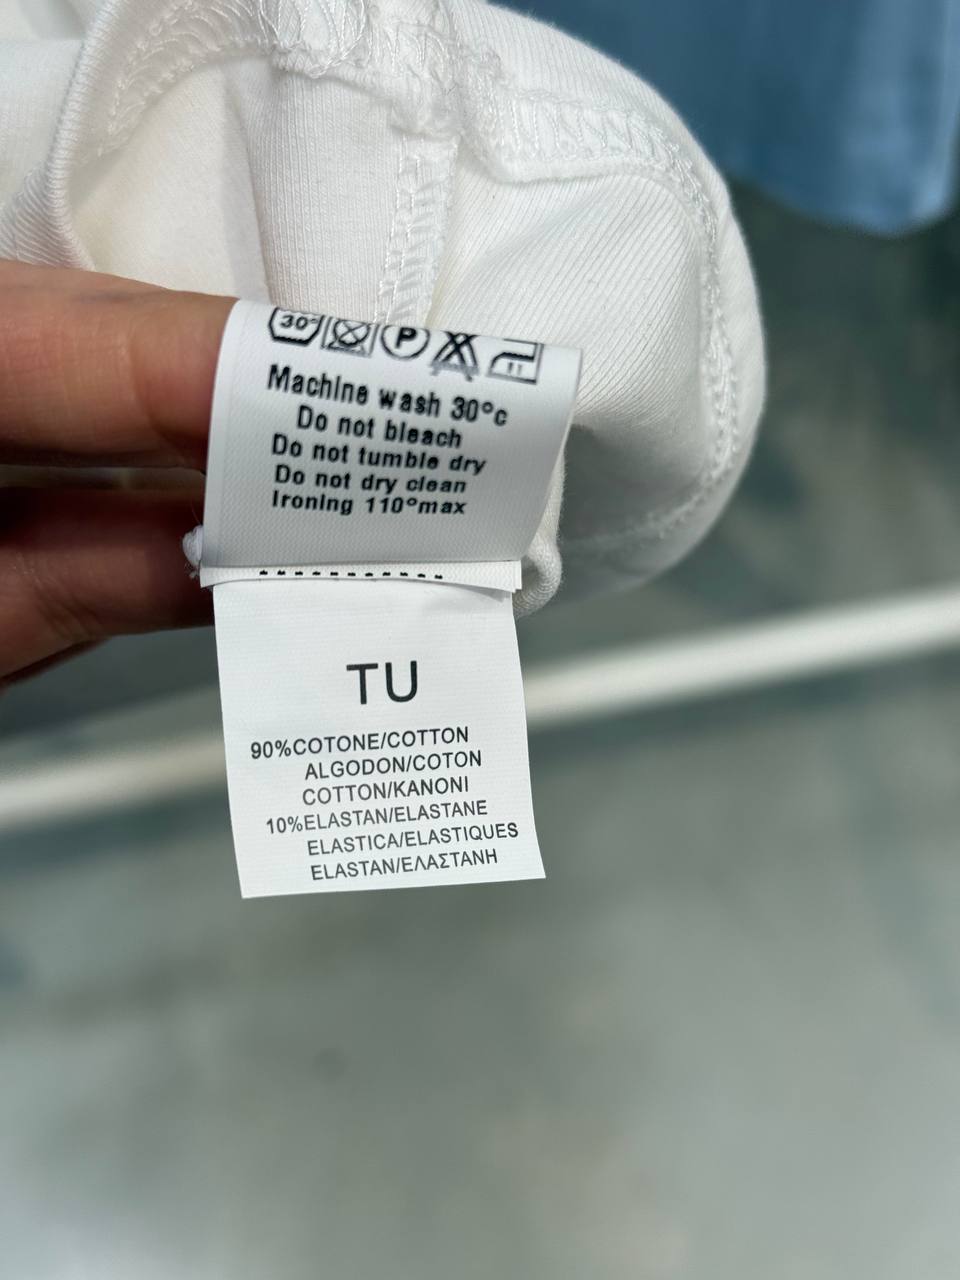 30°
P
Machine wash 30°c
Do not bleach
Do not tumble dry
Do not dry clean
Ironing 110°max
TU
90%COTONE/COTTON
ALGODON/COTON
COTTON/KANONI
10%ELASTAN/ELASTANE
ELASTICA/ELASTIQUES
ELASTAN/ΕΛΑΣΤΑΝΗ